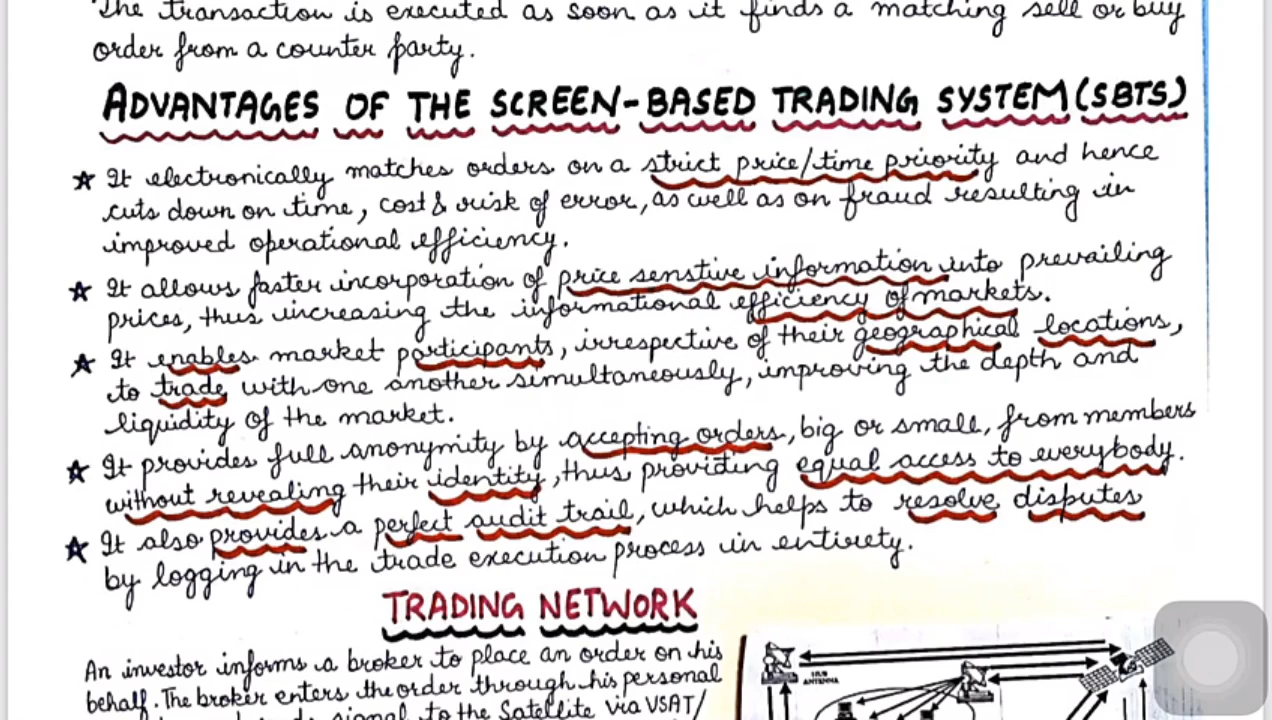 The transaction is executed as soon as it finds a matching sell or buy
order from a counter party.
ADVANTAGES OF THE SCREEN-BASED TRADING SYSTEM (SBTS)
☆ It electronically matches orders on a strict price/time priority and hence
cuts down on time, cost & risk of error, as well as on fraud resulting in
improved operational efficiency.
☆ It allows faster incorporation of price senstive information into prevailing
prices, thus increasing the informational efficiency of markets.
☆ It enables market participants, irrespective of their geographical locations,
to trade with one another simultaneously, improving the depth and
liquidity of the market.
☆ It provides full anonymity by accepting orders, big or small, from members
without revealing their identity, thus providing equal access to everybody.
☆ It also provides a perfect audit trail, which helps to resolve disputes
by logging in the trade execution process in entirety.
TRADING NETWORK
An investor informs a broker to place an order on his
behalf. The broker enters the order through his personal
signal to the Satellite via VSAT/
HUB
ANTENNA